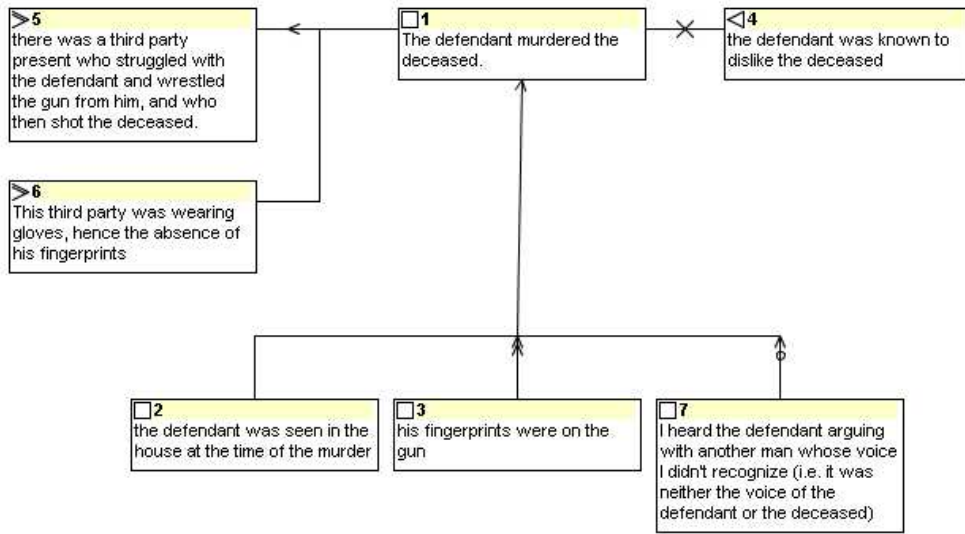 5
there was a third party
present who struggled with
the defendant and wrestled
the gun from him, and who
then shot the deceased.
1
The defendant murdered the
deceased.
4
the defendant was known to
dislike the deceased
6
This third party was wearing
gloves, hence the absence of
his fingerprints
2
the defendant was seen in the
house at the time of the murder
3
his fingerprints were on the
gun
7
I heard the defendant arguing
with another man whose voice
I didn't recognize (i.e. it was
neither the voice of the
defendant or the deceased)